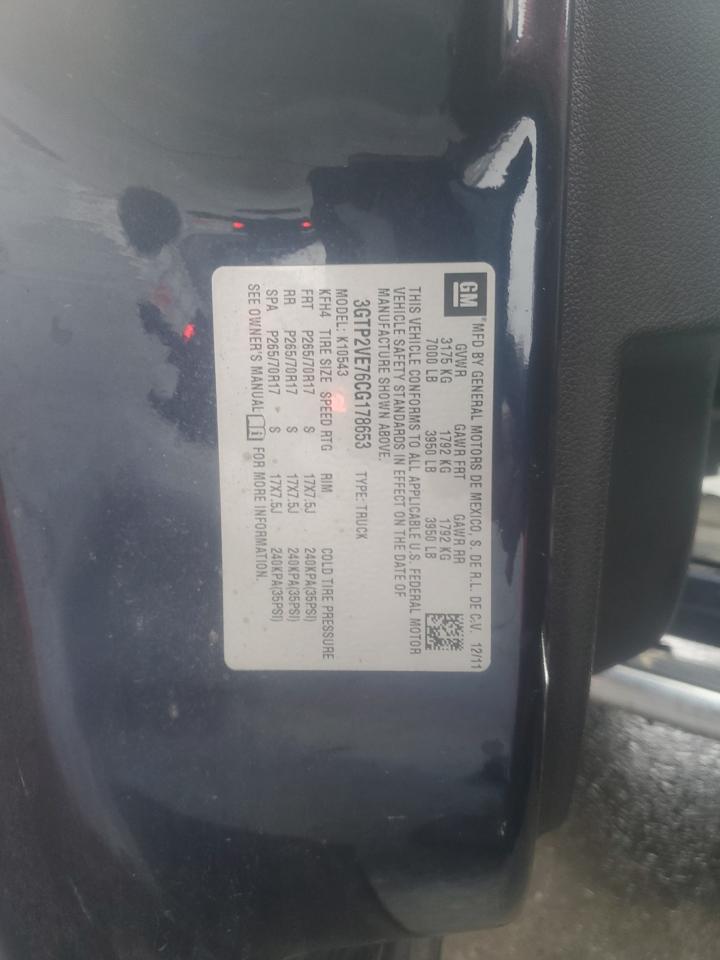 GM
®MFD BY GENERAL MOTORS DE MEXICO, S. DE R.L. DE C.V. 12/11
GVWR GAWR FRT GAWR RR
3175 KG 1792 KG 1792 KG
7000 LB 3950 LB 3950 LB
THIS VEHICLE CONFORMS TO ALL APPLICABLE U.S. FEDERAL MOTOR
VEHICLE SAFETY STANDARDS IN EFFECT ON THE DATE OF
MANUFACTURE SHOWN ABOVE.
3GTP2VE76CG178653 TYPE: TRUCK
MODEL: K10543
KFH4 TIRE SIZE SPEED RTG RIM COLD TIRE PRESSURE
FRT P265/70R17 S 17X7.5J 240KPA(35PSI)
RR P265/70R17 S 17X7.5J 240KPA(35PSI)
SPA P265/70R17 S 17X7.5J 240KPA(35PSI)
SEE OWNER'S MANUAL FOR MORE INFORMATION.